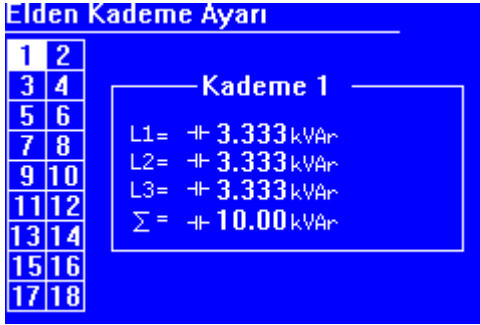 Elden Kademe Ayarı
1 2
3 4
5 6
7 8
9 10
11 12
13 14
15 16
17 18
Kademe 1
L1= ⊣⊢ 3.333 kVAr
L2= ⊣⊢ 3.333 kVAr
L3= ⊣⊢ 3.333 kVAr
∑ = ⊣⊢ 10.00 kVAr